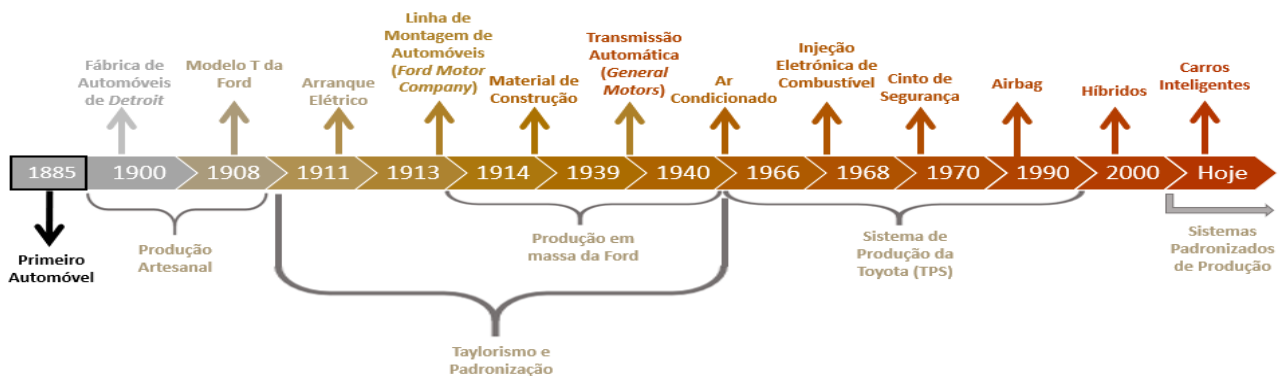 Fábrica de
Automóveis
de Detroit
Modelo T da
Ford
Arranque
Elétrico
Linha de
Montagem de
Automóveis
(Ford Motor
Company)
Material de
Construção
Transmissão
Automática
(General
Motors)
Ar
Condicionado
Injeção
Eletrónica de
Combustível
Cinto de
Segurança
Airbag
Híbridos
Carros
Inteligentes
1885
1900
1908
1911
1913
1914
1939
1940
1966
1968
1970
1990
2000
Hoje
Primeiro
Automóvel
Produção
Artesanal
Produção em
massa da Ford
Sistema de
Produção da
Toyota (TPS)
Sistemas
Padronizados
de Produção
Taylorismo e
Padronização